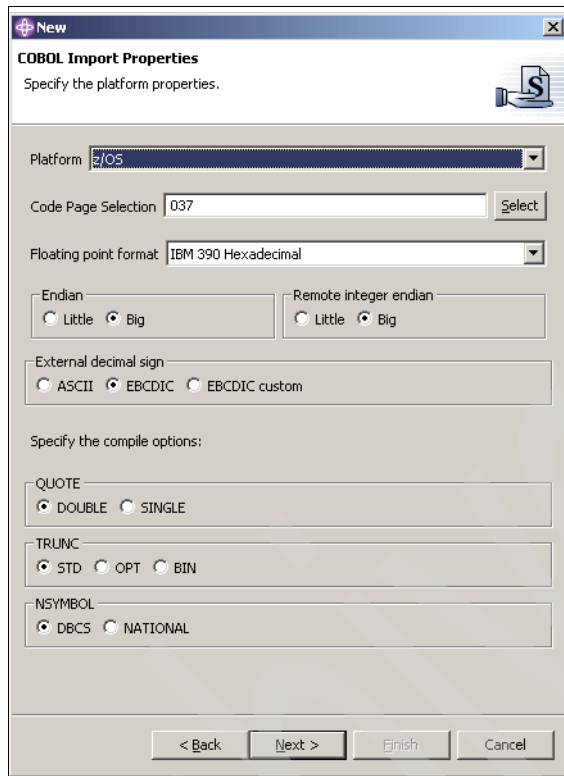 New
COBOL Import Properties
Specify the platform properties.
S
Platform z/OS
Code Page Selection 037 Select
Floating point format IBM 390 Hexadecimal
Endian Remote integer endian
Little Big Little Big
External decimal sign
ASCII EBCDIC EBCDIC custom
Specify the compile options:
QUOTE
DOUBLE SINGLE
TRUNC
STD OPT BIN
NSYMBOL
DBCS NATIONAL
< Back Next > Finish Cancel